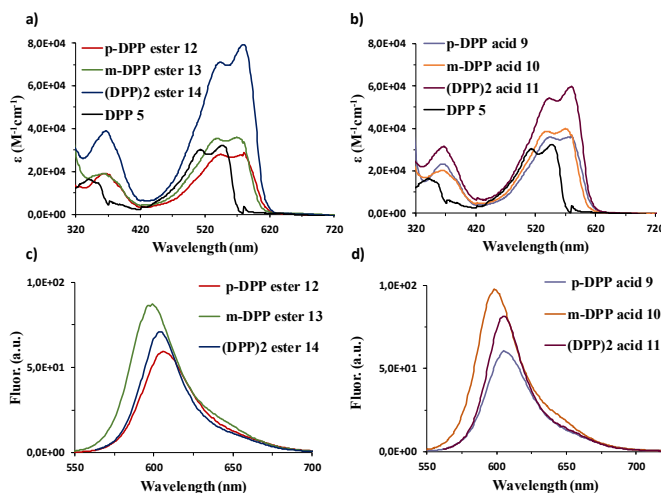 a)
p-DPP ester 12
m-DPP ester 13
(DPP)2 ester 14
DPP 5
ε (M⁻¹cm⁻¹)
8,0E+04
6,0E+04
4,0E+04
2,0E+04
0,0E+00
320 420 520 620 720
Wavelength (nm)
b)
p-DPP acid 9
m-DPP acid 10
(DPP)2 acid 11
DPP 5
ε (M⁻¹cm⁻¹)
8,0E+04
6,0E+04
4,0E+04
2,0E+04
0,0E+00
320 420 520 620 720
Wavelength (nm)
c)
p-DPP ester 12
m-DPP ester 13
(DPP)2 ester 14
Fluor. (a.u.)
1,0E+02
5,0E+01
0,0E+00
550 600 650 700
Wavelength (nm)
d)
p-DPP acid 9
m-DPP acid 10
(DPP)2 acid 11
Fluor. (a.u.)
1,0E+02
5,0E+01
0,0E+00
550 600 650 700
Wavelength (nm)